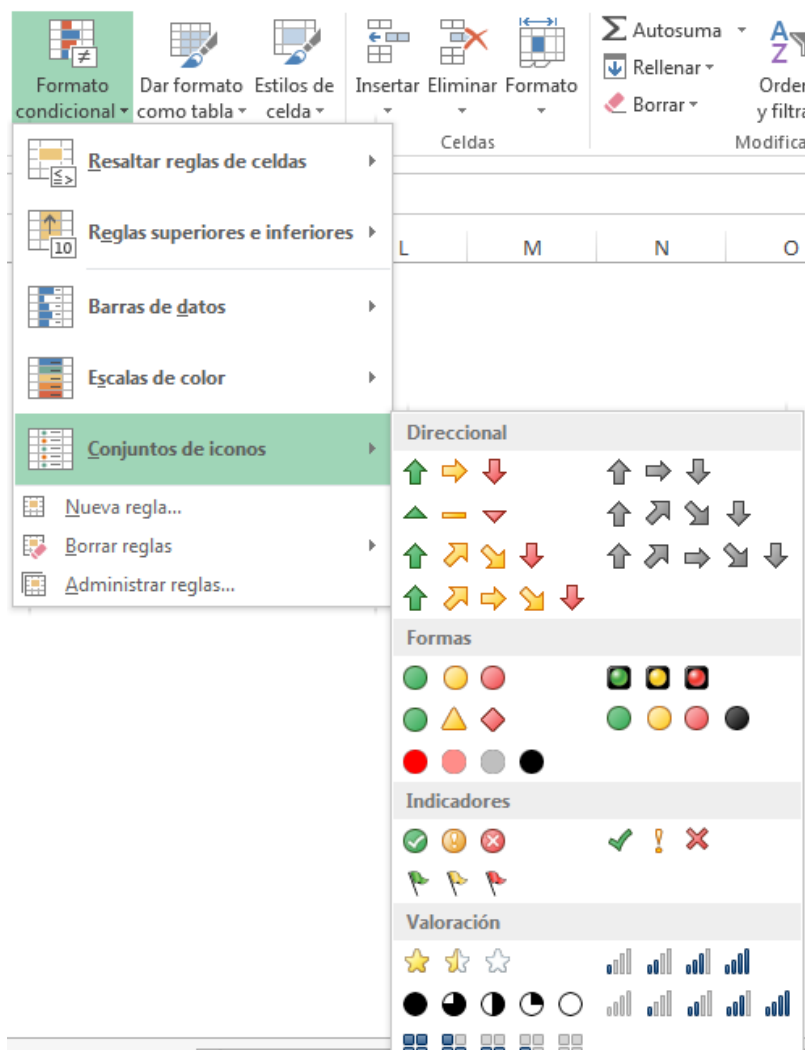 Formato condicional
Dar formato como tabla
Estilos de celda
Insertar
Eliminar
Formato
Celdas
Autosuma
Rellenar
Borrar
A
Z
y
≠
Resaltar reglas de celdas
Reglas superiores e inferiores
10
Barras de datos
Escalas de color
Conjuntos de iconos
Nueva regla...
Borrar reglas
Administrar reglas...
L M N O
Direccional
Formas
Indicadores
Valoración